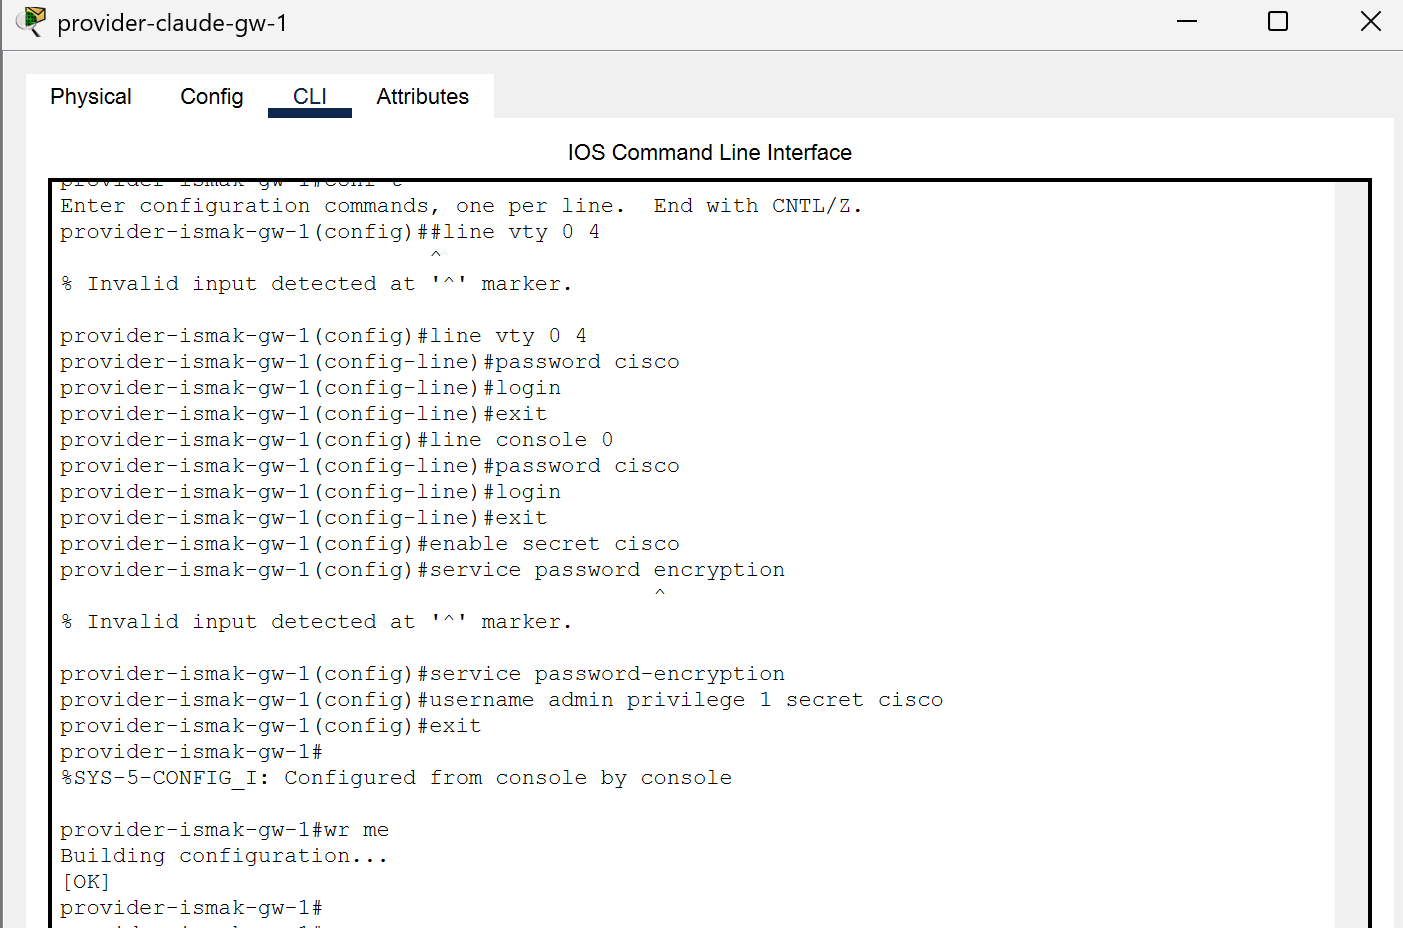 provider-claude-gw-1
Physical Config CLI Attributes
IOS Command Line Interface
provider-ismak-gw-1#conf t
Enter configuration commands, one per line.  End with CNTL/Z.
provider-ismak-gw-1(config)##line vty 0 4
^
% Invalid input detected at '^' marker.
provider-ismak-gw-1(config)#line vty 0 4
provider-ismak-gw-1(config-line)#password cisco
provider-ismak-gw-1(config-line)#login
provider-ismak-gw-1(config-line)#exit
provider-ismak-gw-1(config)#line console 0
provider-ismak-gw-1(config-line)#password cisco
provider-ismak-gw-1(config-line)#login
provider-ismak-gw-1(config-line)#exit
provider-ismak-gw-1(config)#enable secret cisco
provider-ismak-gw-1(config)#service password encryption
^
% Invalid input detected at '^' marker.
provider-ismak-gw-1(config)#service password-encryption
provider-ismak-gw-1(config)#username admin privilege 1 secret cisco
provider-ismak-gw-1(config)#exit
provider-ismak-gw-1#
%SYS-5-CONFIG_I: Configured from console by console
provider-ismak-gw-1#wr me
Building configuration...
[OK]
provider-ismak-gw-1#